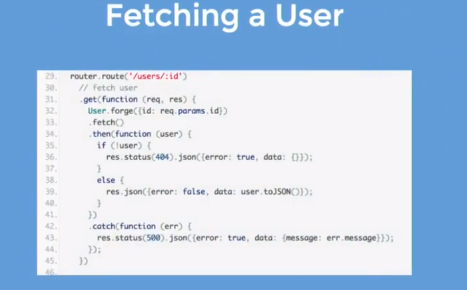 Fetching a User
29. router.route('/users/:id')
30. // fetch user
31. .get(function (req, res) {
32. User.forge({id: req.params.id})
33. .fetch()
34. .then(function (user) {
35. if (!user) {
36. res.status(404).json({error: true, data: {}});
37. }
38. else {
39. res.json({error: false, data: user.toJSON()});
40. }
41. })
42. .catch(function (err) {
43. res.status(500).json({error: true, data: {message: err.message}});
44. });
45. })
46.